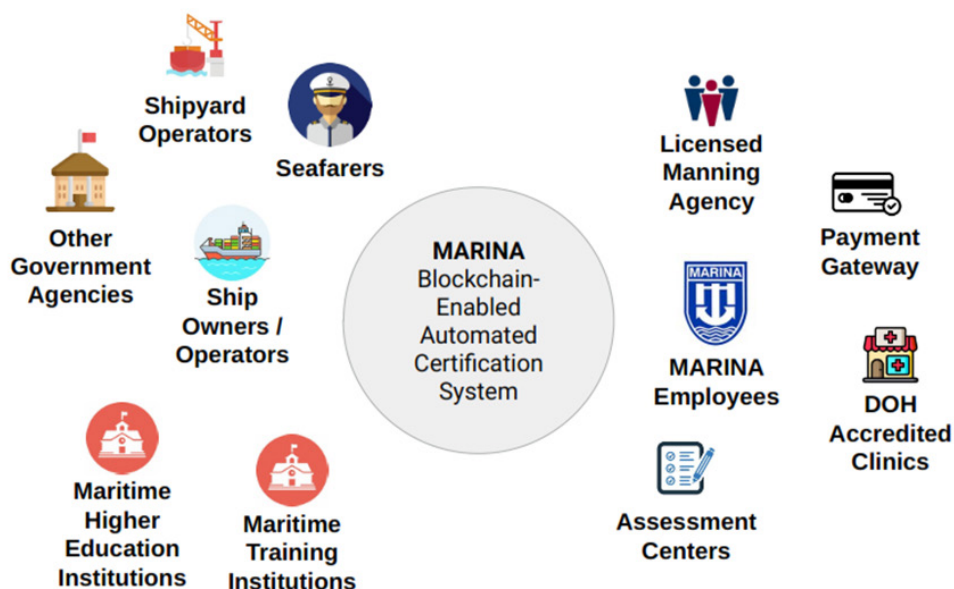 Shipyard
Operators
Seafarers
Other
Government
Agencies
Ship
Owners /
Operators
Maritime
Higher
Education
Institutions
Maritime
Training
Institutions
MARINA
Blockchain-
Enabled
Automated
Certification
System
Licensed
Manning
Agency
Payment
Gateway
MARINA
MARINA
Employees
DOH
Accredited
Clinics
Assessment
Centers